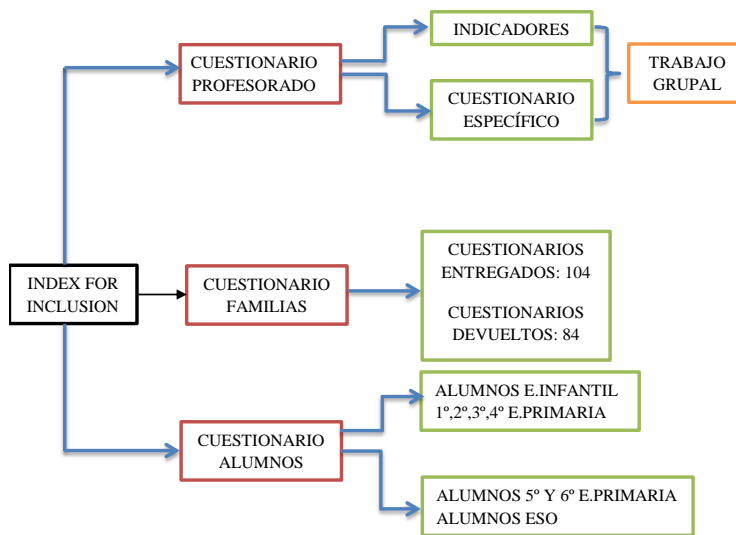 INDICADORES
CUESTIONARIO
PROFESORADO
TRABAJO
GRUPAL
CUESTIONARIO
ESPECÍFICO
INDEX FOR
INCLUSION
CUESTIONARIO
FAMILIAS
CUESTIONARIOS
ENTREGADOS: 104
CUESTIONARIOS
DEVUELTOS: 84
CUESTIONARIO
ALUMNOS
ALUMNOS E.INFANTIL
1º,2º,3º,4º E.PRIMARIA
ALUMNOS 5º Y 6º E.PRIMARIA
ALUMNOS ESO